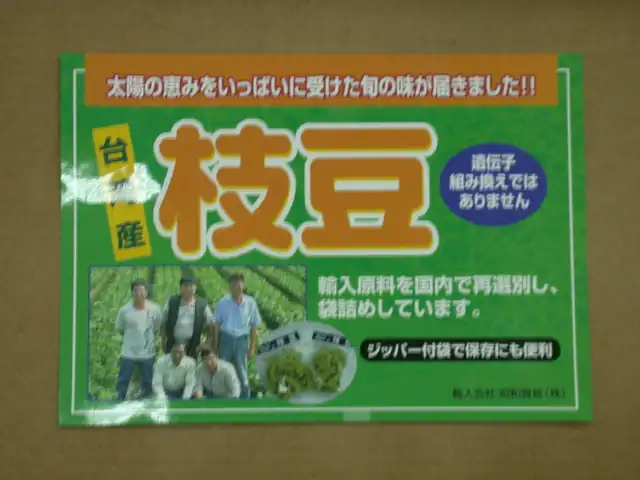 太陽の恵みをいっぱいに受けた旬の味が届きました!!
台湾産
枝豆
遺伝子
組み換えでは
ありません
輸入原料を国内で再選別し、
袋詰めしています。
ジッパー付袋で保存にも便利